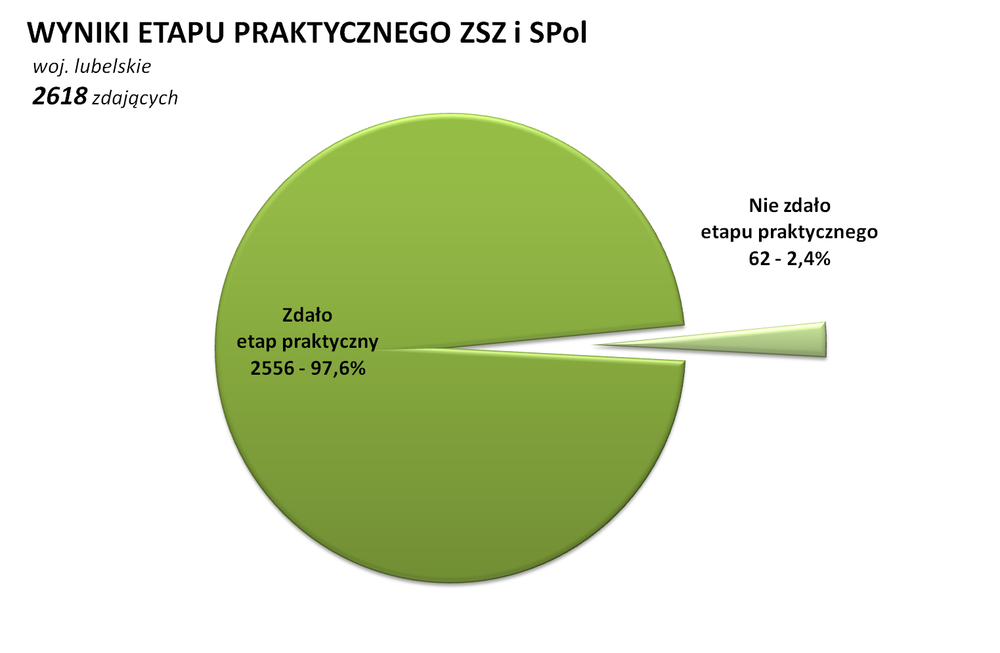 WYNIKI ETAPU PRAKTYCZNEGO ZSZ i SPol
woj. lubelskie
2618 zdających
Nie zdało
etapu praktycznego
62 - 2,4%
Zdało
etap praktyczny
2556 - 97,6%